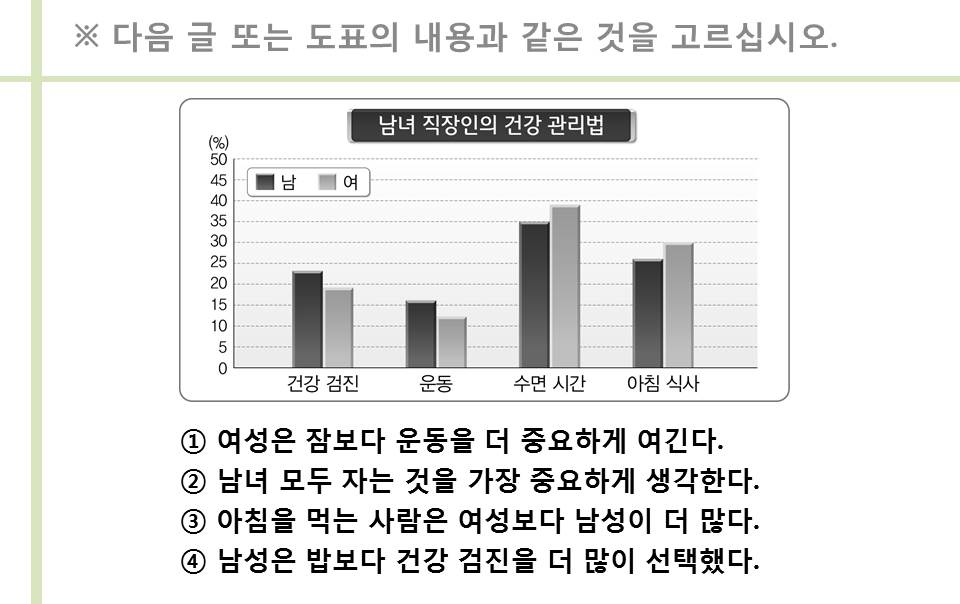 ※ 다음 글 또는 도표의 내용과 같은 것을 고르십시오.
남녀 직장인의 건강 관리법
(%)
50
45
40
35
30
25
20
15
10
5
0
남 여
건강 검진 운동 수면 시간 아침 식사
① 여성은 잠보다 운동을 더 중요하게 여긴다.
② 남녀 모두 자는 것을 가장 중요하게 생각한다.
③ 아침을 먹는 사람은 여성보다 남성이 더 많다.
④ 남성은 밥보다 건강 검진을 더 많이 선택했다.